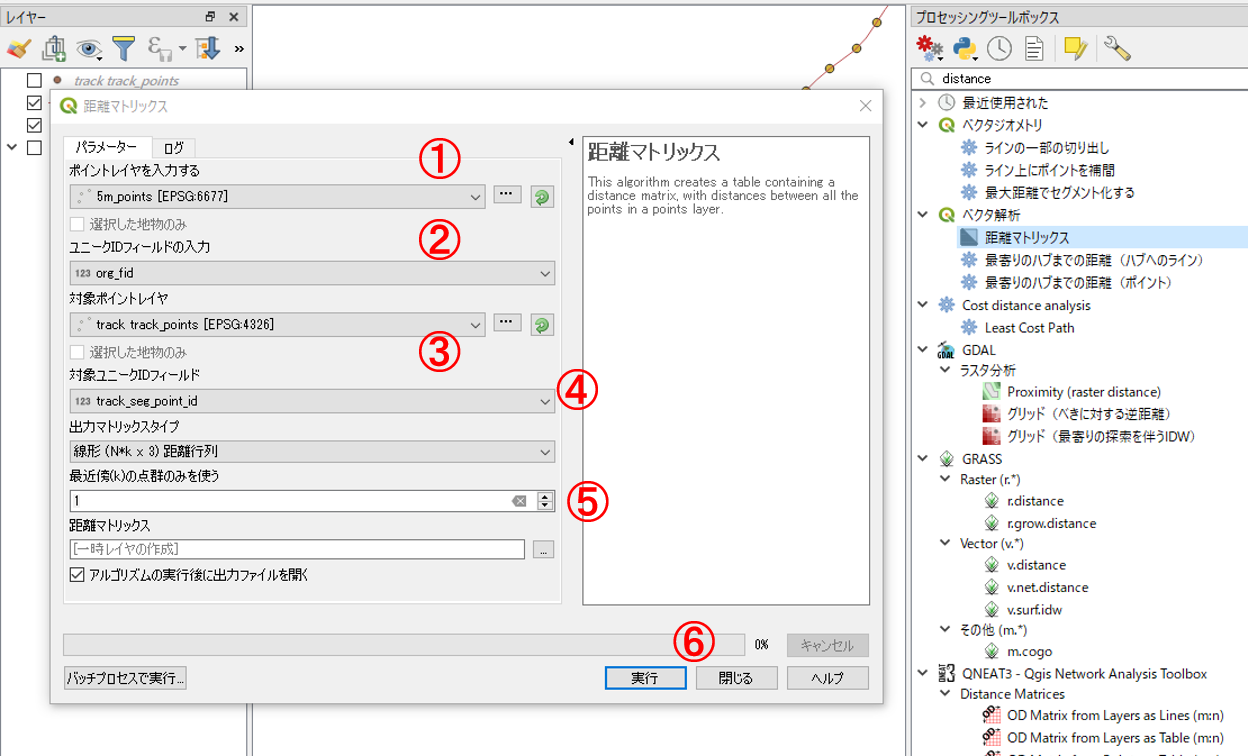 レイヤー
プロセッシングツールボックス
»
distance
track track_points
距離マトリックス
パラメーター
ログ
①
ポイントレイヤを入力する
5m_points [EPSG:6677]
...
選択した地物のみ
②
ユニークIDフィールドの入力
123 org_fid
対象ポイントレイヤ
track track_points [EPSG:4326]
...
③
選択した地物のみ
対象ユニークIDフィールド
④
123 track_seg_point_id
出力マトリックスタイプ
線形 (N*k x 3) 距離行列
最近傍(k)の点群のみを使う
1
⑤
距離マトリックス
[一時レイヤの作成]
...
アルゴリズムの実行後に出力ファイルを開く
⑥
0%
キャンセル
バッチプロセスで実行...
実行
閉じる
ヘルプ
距離マトリックス
This algorithm creates a table containing a
distance matrix, with distances between all the
points in a points layer.
最近使用された
ベクタジオメトリ
ラインの一部の切り出し
ライン上にポイントを補間
最大距離でセグメント化する
ベクタ解析
距離マトリックス
最寄りのハブまでの距離（ハブへのライン）
最寄りのハブまでの距離（ポイント）
Cost distance analysis
Least Cost Path
GDAL
ラスタ分析
Proximity (raster distance)
グリッド（べきに対する逆距離）
グリッド（最寄りの探索を伴うIDW）
GRASS
Raster (r.*)
r.distance
r.grow.distance
Vector (v.*)
v.distance
v.net.distance
v.surf.idw
その他 (m.*)
m.cogo
QNEAT3 - Qgis Network Analysis Toolbox
Distance Matrices
OD Matrix from Layers as Lines (m:n)
OD Matrix from Layers as Table (m:n)